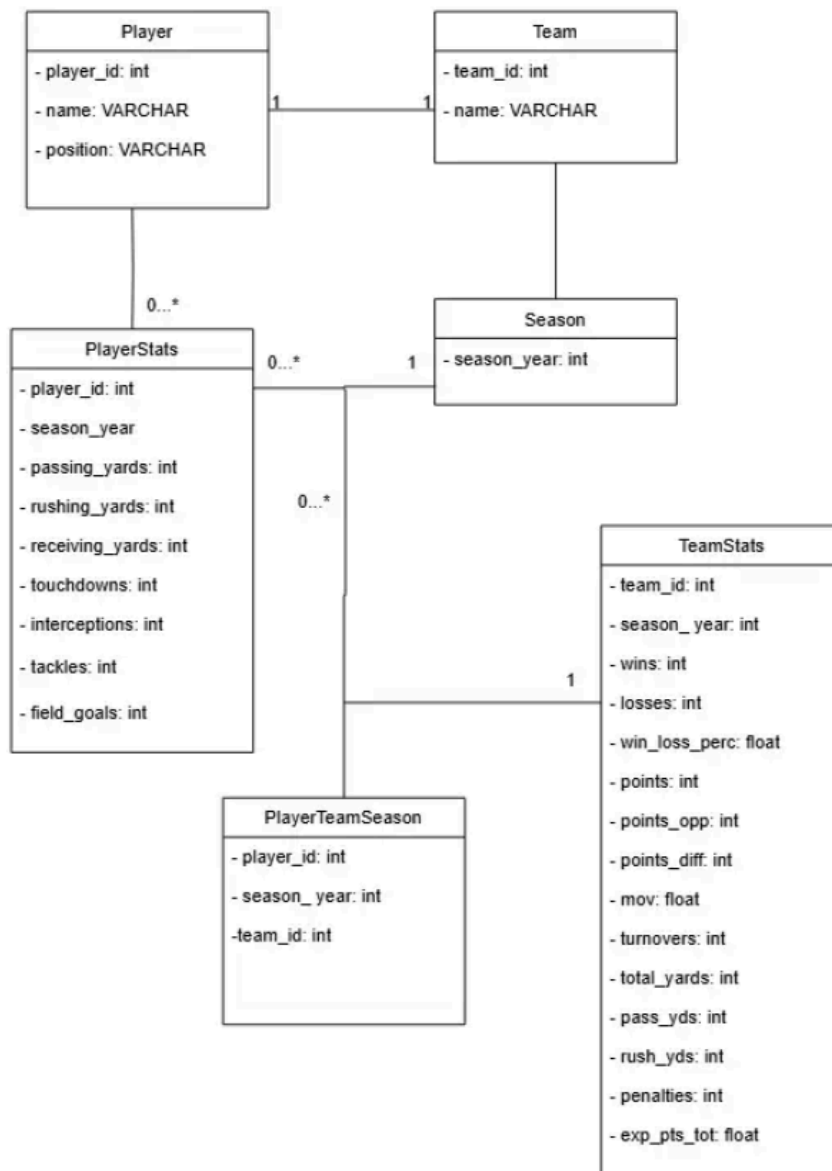 Player
- player_id: int
- name: VARCHAR
- position: VARCHAR
Team
- team_id: int
- name: VARCHAR
1
1
0...*
Season
- season_year: int
PlayerStats
- player_id: int
- season_year
- passing_yards: int
- rushing_yards: int
- receiving_yards: int
- touchdowns: int
- interceptions: int
- tackles: int
- field_goals: int
0...*
1
0...*
1
TeamStats
- team_id: int
- season_ year: int
- wins: int
- losses: int
- win_loss_perc: float
- points: int
- points_opp: int
- points_diff: int
- mov: float
- turnovers: int
- total_yards: int
- pass_yds: int
- rush_yds: int
- penalties: int
- exp_pts_tot: float
PlayerTeamSeason
- player_id: int
- season_ year: int
-team_id: int